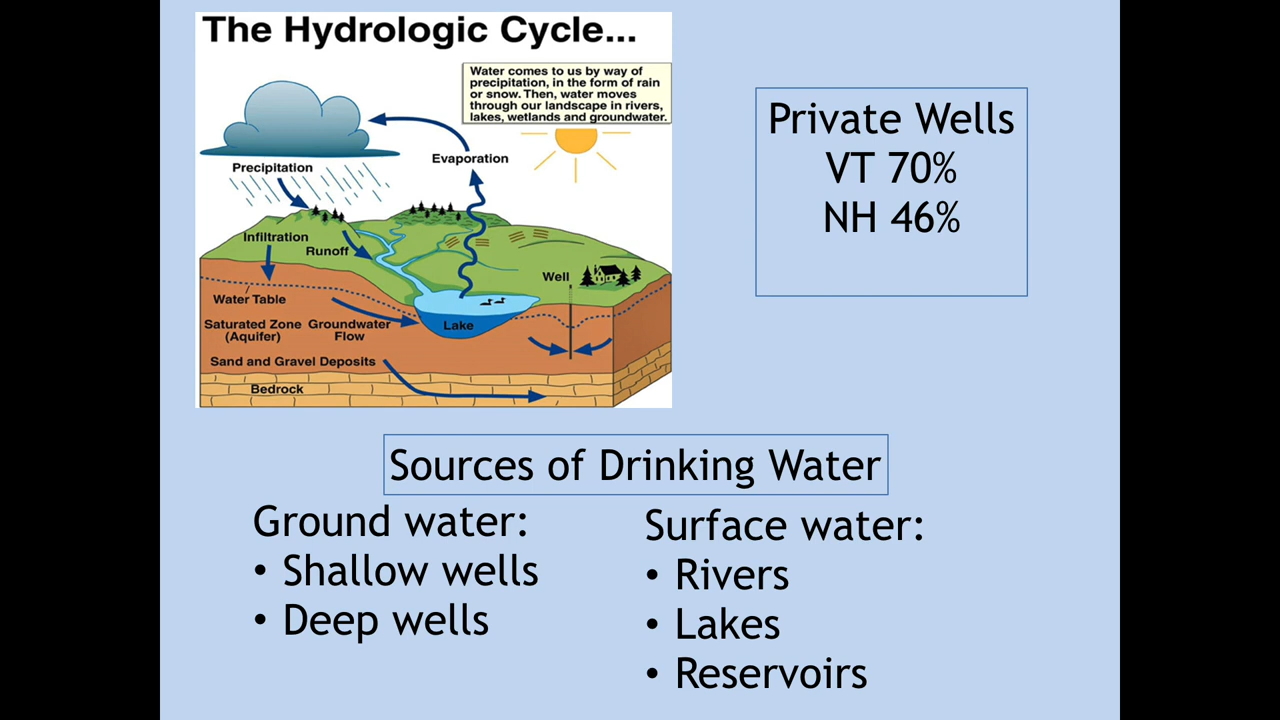 The Hydrologic Cycle...
Water comes to us by way of
precipitation, in the form of rain
or snow. Then, water moves
through our landscape in rivers,
lakes, wetlands and groundwater.
Precipitation
Evaporation
Infiltration
Runoff
Well
Water Table
Saturated Zone
(Aquifer)
Groundwater
Flow
Lake
Sand and Gravel Deposits
Bedrock
Private Wells
VT 70%
NH 46%
Sources of Drinking Water
Ground water:
• Shallow wells
• Deep wells
Surface water:
• Rivers
• Lakes
• Reservoirs